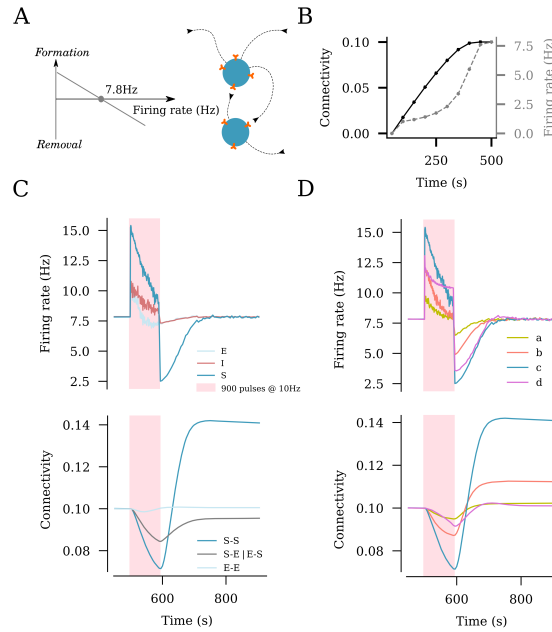 A
Formation
7.8Hz
Firing rate (Hz)
Removal
B
0.10
0.05
0.00
Connectivity
7.5
5.0
2.5
0.0
Firing rate (Hz)
250
500
Time (s)
C
15.0
12.5
10.0
7.5
5.0
2.5
Firing rate (Hz)
E
I
S
900 pulses @ 10Hz
0.14
0.12
0.10
0.08
Connectivity
S-S
S-E | E-S
E-E
600
800
Time (s)
D
15.0
12.5
10.0
7.5
5.0
2.5
Firing rate (Hz)
a
b
c
d
0.14
0.12
0.10
0.08
Connectivity
600
800
Time (s)